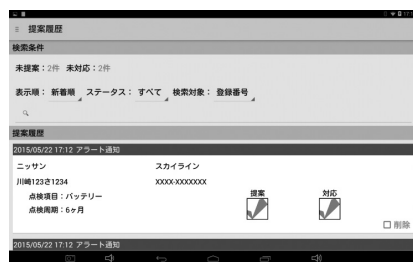 提案履歴
検索条件
未提案：2件 未対応：2件
表示順： 新着順 ステータス： すべて 検索対象： 登録番号
提案履歴
2015/05/22 17:12 アラート通知
ニッサン スカイライン
川崎123さ1234 XXXX-XXXXXXX
点検項目：バッテリー 提案 対応
点検周期：6ヶ月
削除
2015/05/22 17:12 アラート通知